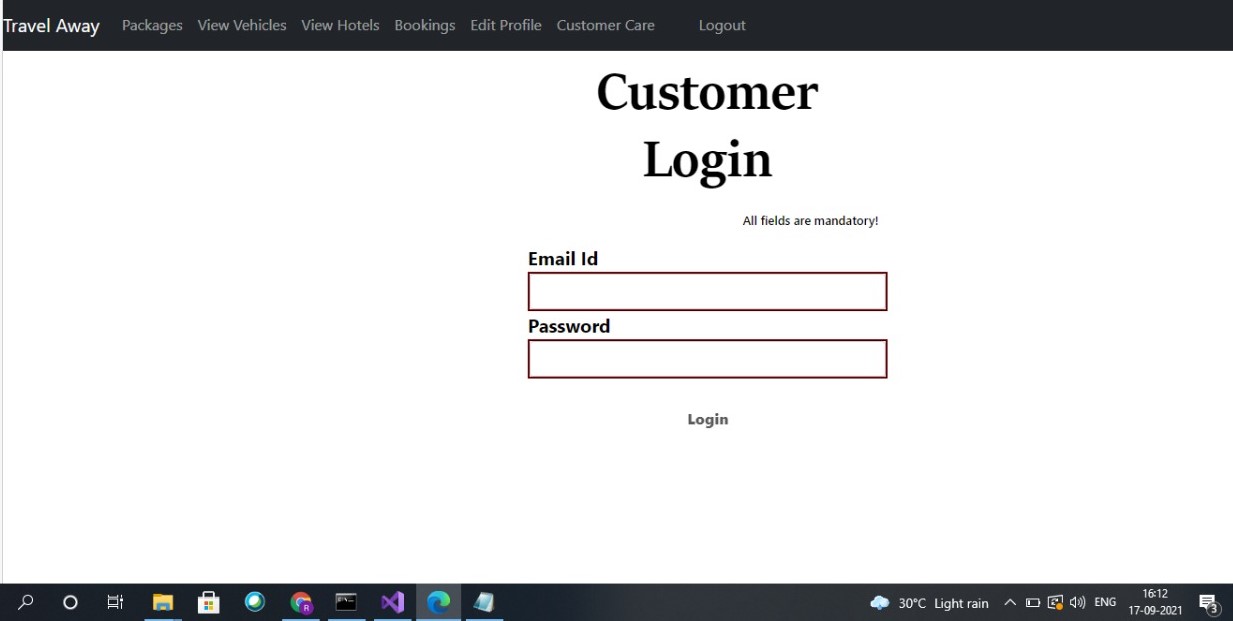 Travel Away Packages View Vehicles View Hotels Bookings Edit Profile Customer Care Logout
Customer
Login
All fields are mandatory!
Email Id
Password
Login
30°C Light rain ENG 16:12
17-09-2021
3
R